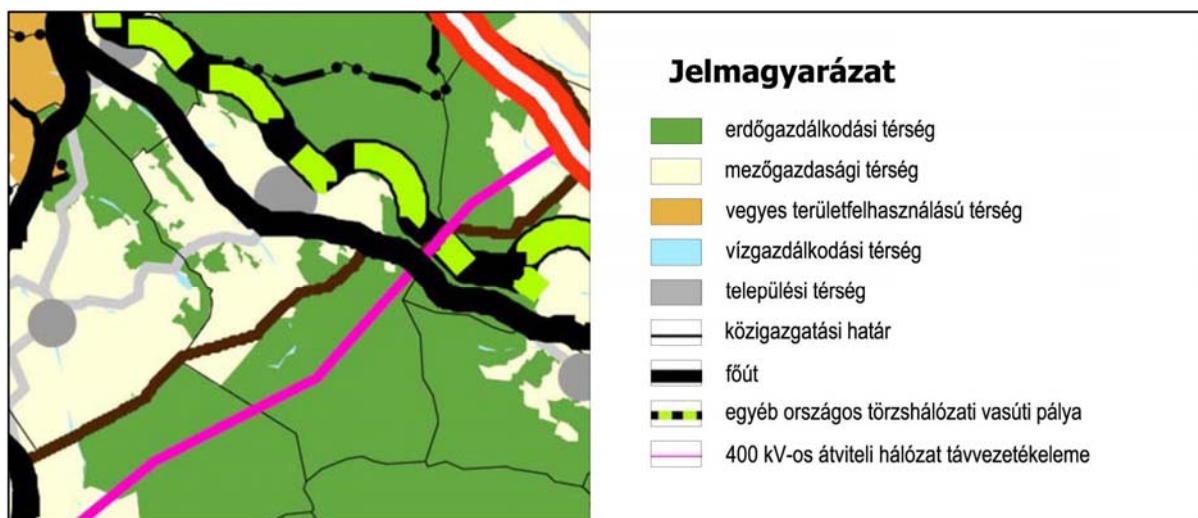 Jelmagyarázat
erdőgazdálkodási térség
mezőgazdasági térség
vegyes területfelhasználású térség
vízgazdálkodási térség
települési térség
közigazgatási határ
főút
egyéb országos törzshálózati vasúti pálya
400 kV-os átviteli hálózat távvezetékeleme